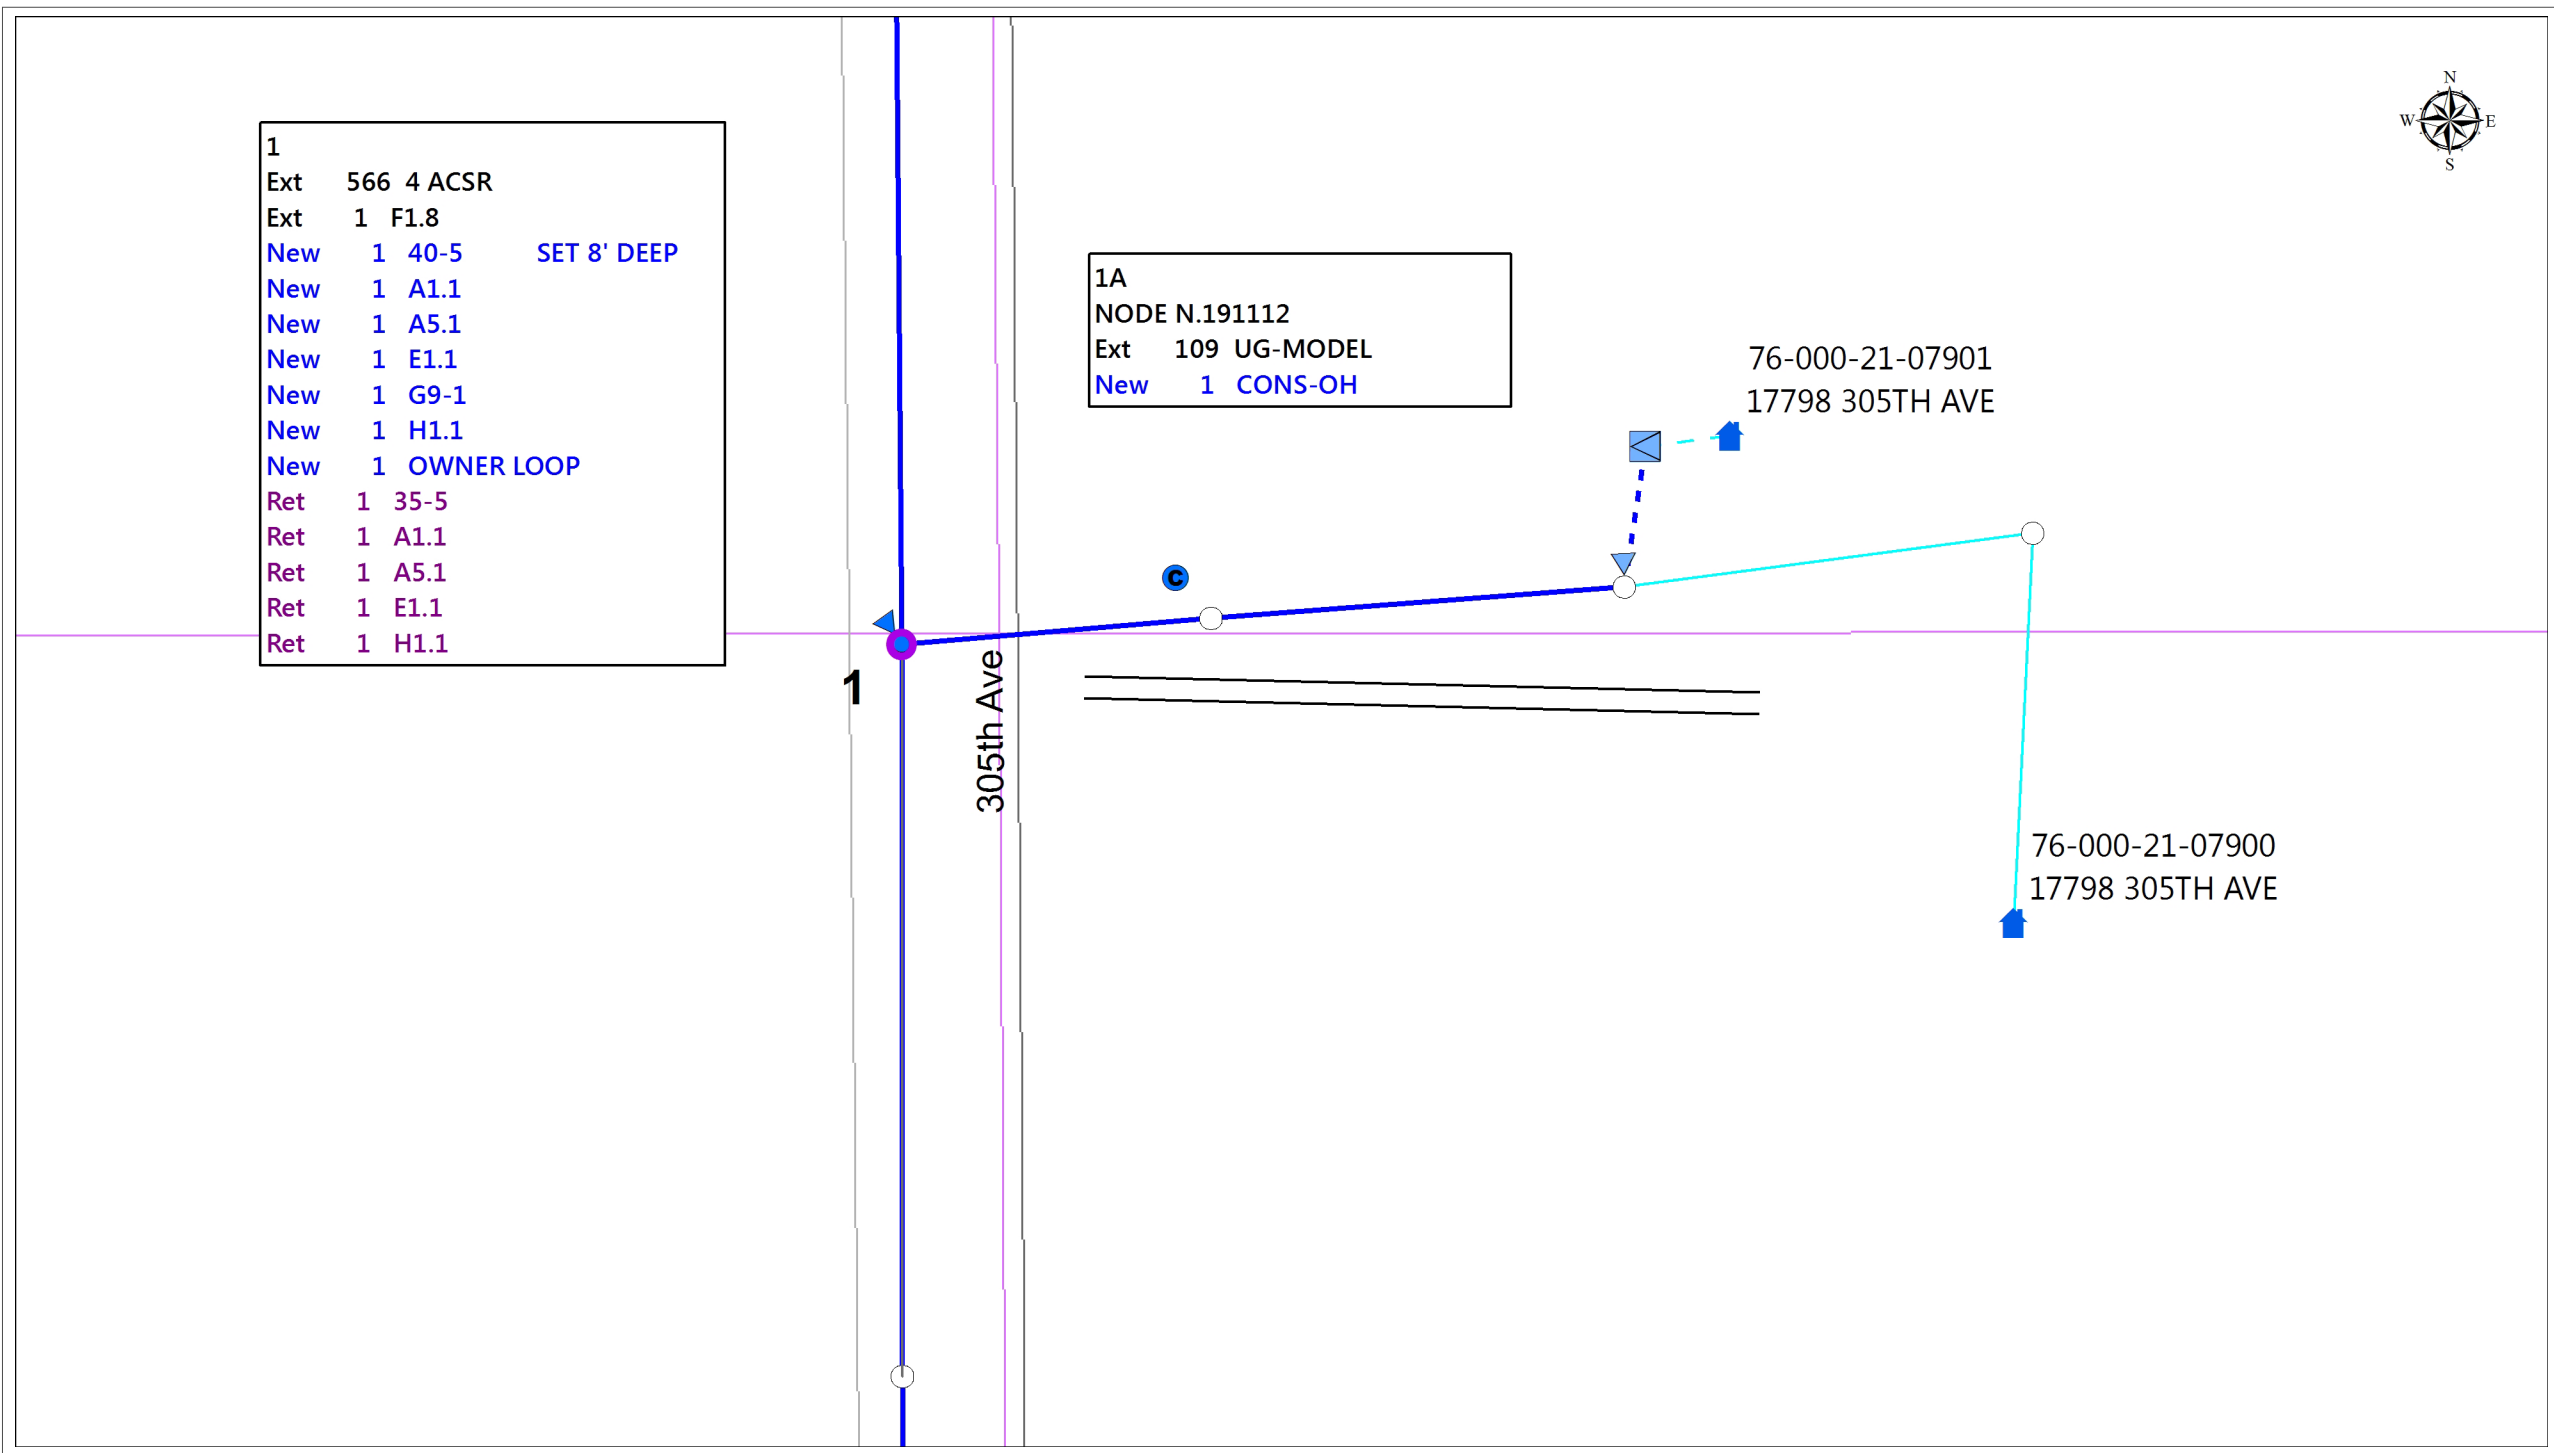 N
W E
S
1
Ext 566 4 ACSR
Ext 1 F1.8
New 1 40-5 SET 8' DEEP
New 1 A1.1
New 1 A5.1
New 1 E1.1
New 1 G9-1
New 1 H1.1
New 1 OWNER LOOP
Ret 1 35-5
Ret 1 A1.1
Ret 1 A5.1
Ret 1 E1.1
Ret 1 H1.1
1A
NODE N.191112
Ext 109 UG-MODEL
New 1 CONS-OH
76-000-21-07901
17798 305TH AVE
C
1
305th Ave
76-000-21-07900
17798 305TH AVE